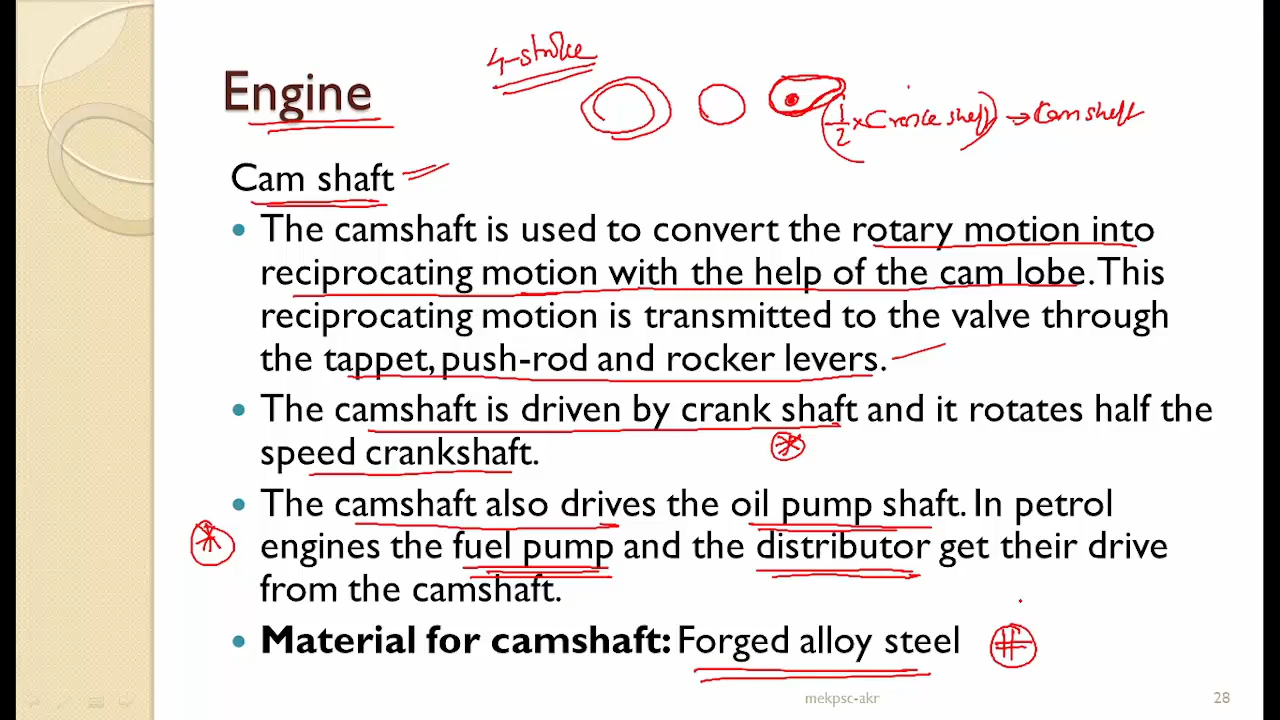 4-stroke
Engine
(1/2 × Crank shaft) → Camshaft
Cam shaft
• The camshaft is used to convert the rotary motion into
reciprocating motion with the help of the cam lobe. This
reciprocating motion is transmitted to the valve through
the tappet, push-rod and rocker levers.
• The camshaft is driven by crank shaft and it rotates half the
speed crankshaft.
• The camshaft also drives the oil pump shaft. In petrol
engines the fuel pump and the distributor get their drive
from the camshaft.
• Material for camshaft: Forged alloy steel
mekpsc-akr
28